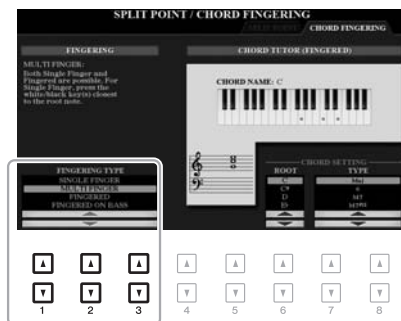 SPLIT POINT / CHORD FINGERING
SPLIT POINT
CHORD FINGERING
FINGERING
MULTI FINGER:
Both Single Finger and
Fingered are possible. For
Single Finger, press the
white/black key(s) closest
to the root note.
CHORD TUTOR (FINGERED)
CHORD NAME: C
FINGERING TYPE
SINGLE FINGER
MULTI FINGER
FINGERED
FINGERED ON BASS
CHORD SETTING
ROOT
C
C#
D
Eb
TYPE
Maj
6
M7
1 2 3 4 5 6 7 8